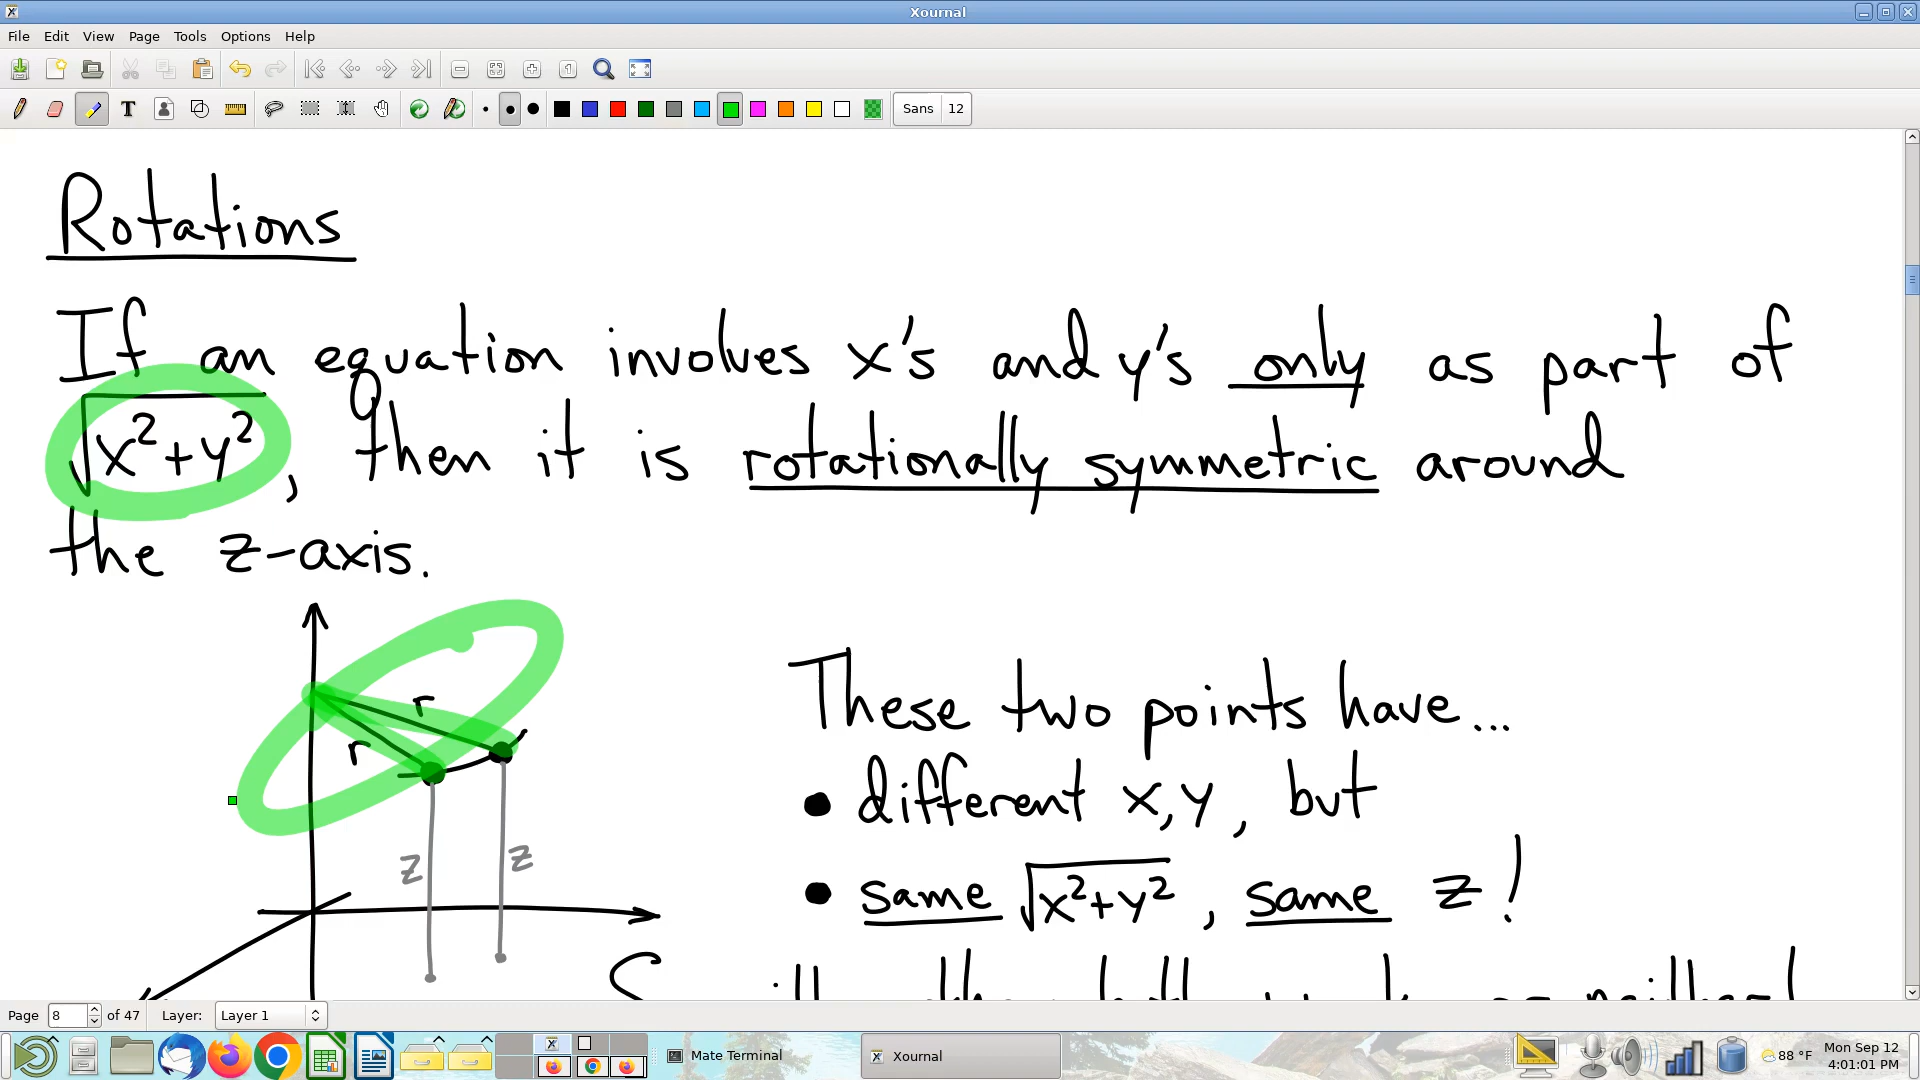 Xournal
File Edit View Page Tools Options Help
Sans 12
Rotations
If an equation involves x's and y's only as part of
√x²+y², then it is rotationally symmetric around
the z-axis.
These two points have...
r
r
• different x,y, but
z z
• same √x²+y², same z!
Page 8 of 47 Layer: Layer 1
Mate Terminal Xournal 88 °F Mon Sep 12
4:01:01 PM